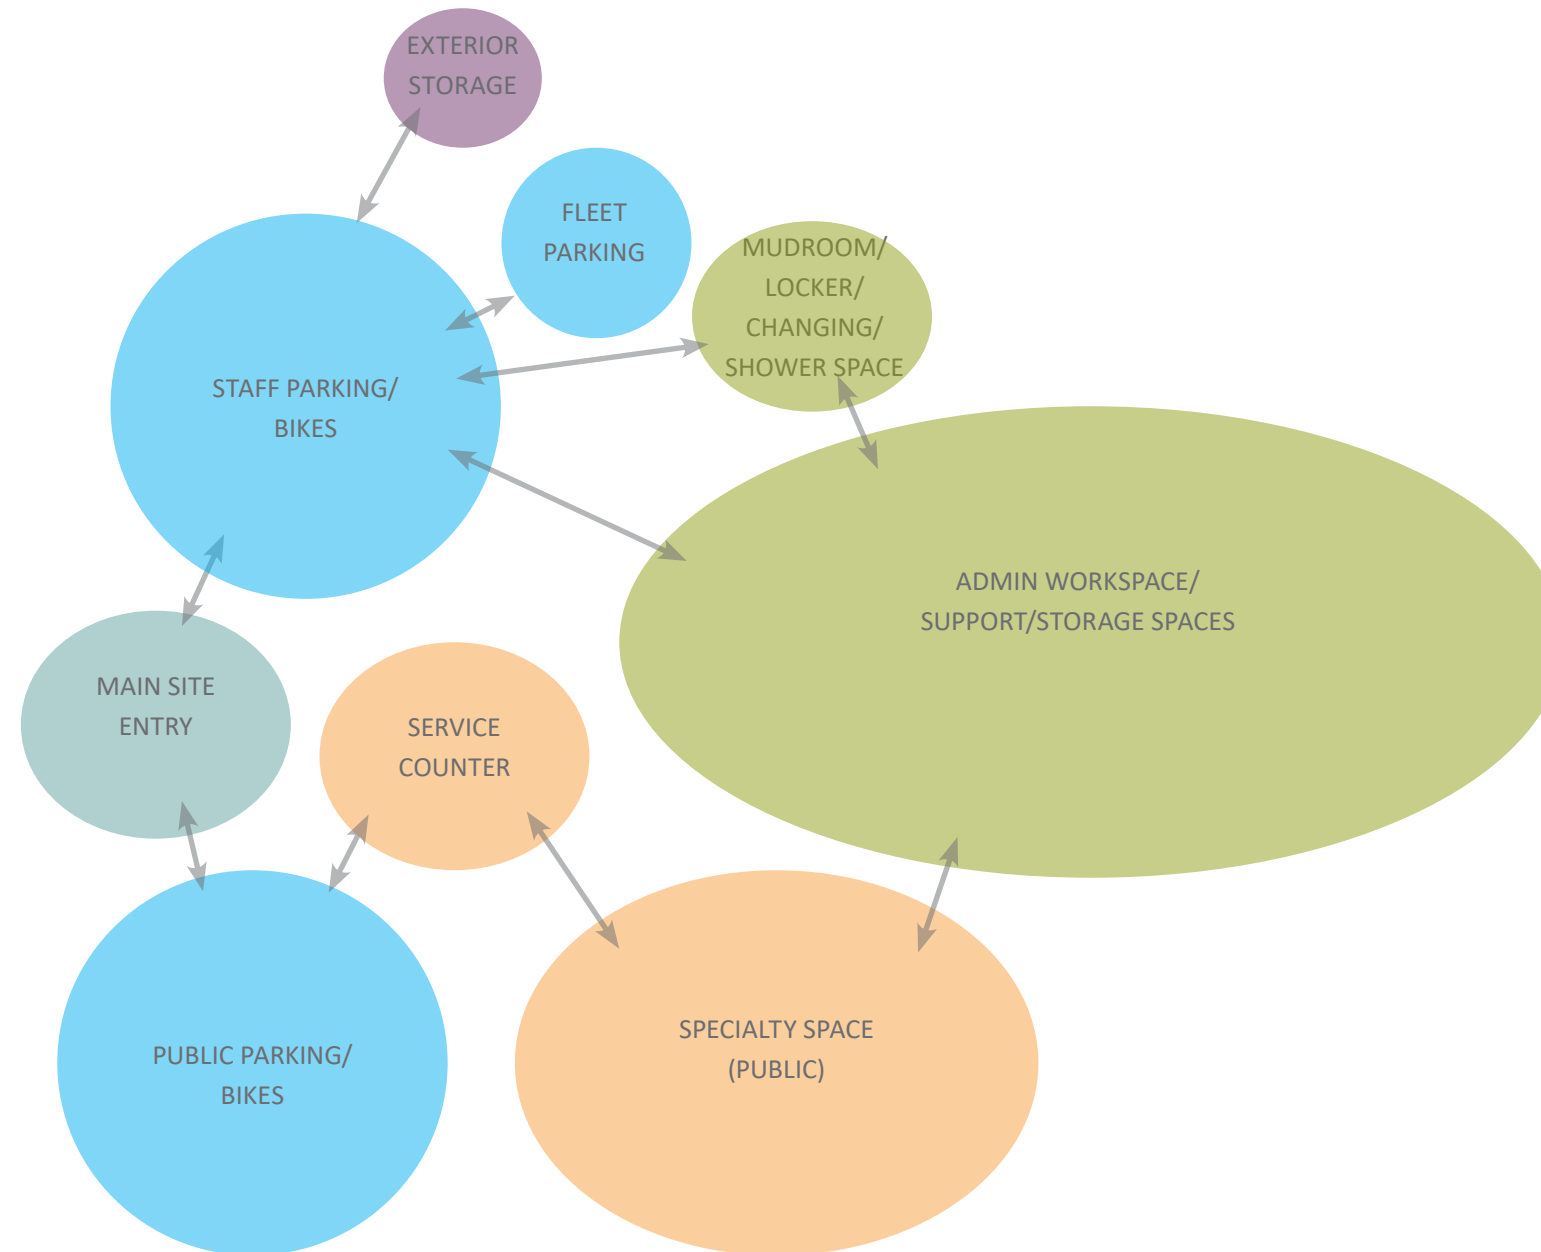 EXTERIOR
STORAGE
FLEET
PARKING
MUDROOM/
LOCKER/
CHANGING/
SHOWER SPACE
STAFF PARKING/
BIKES
ADMIN WORKSPACE/
SUPPORT/STORAGE SPACES
MAIN SITE
ENTRY
SERVICE
COUNTER
PUBLIC PARKING/
BIKES
SPECIALTY SPACE
(PUBLIC)